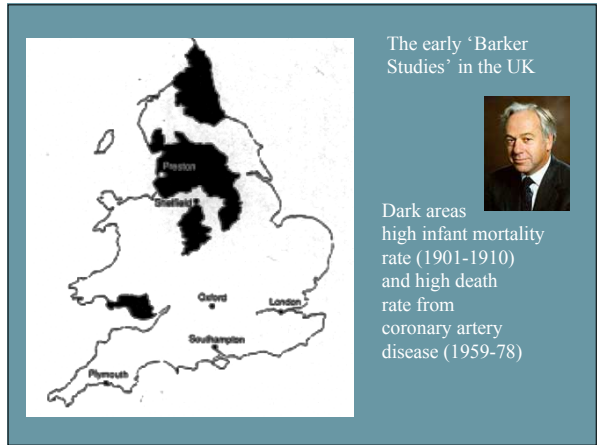 The early ‘Barker
Studies’ in the UK
Preston
Sheffield
Oxford
London
Southampton
Plymouth
Dark areas
high infant mortality
rate (1901-1910)
and high death
rate from
coronary artery
disease (1959-78)